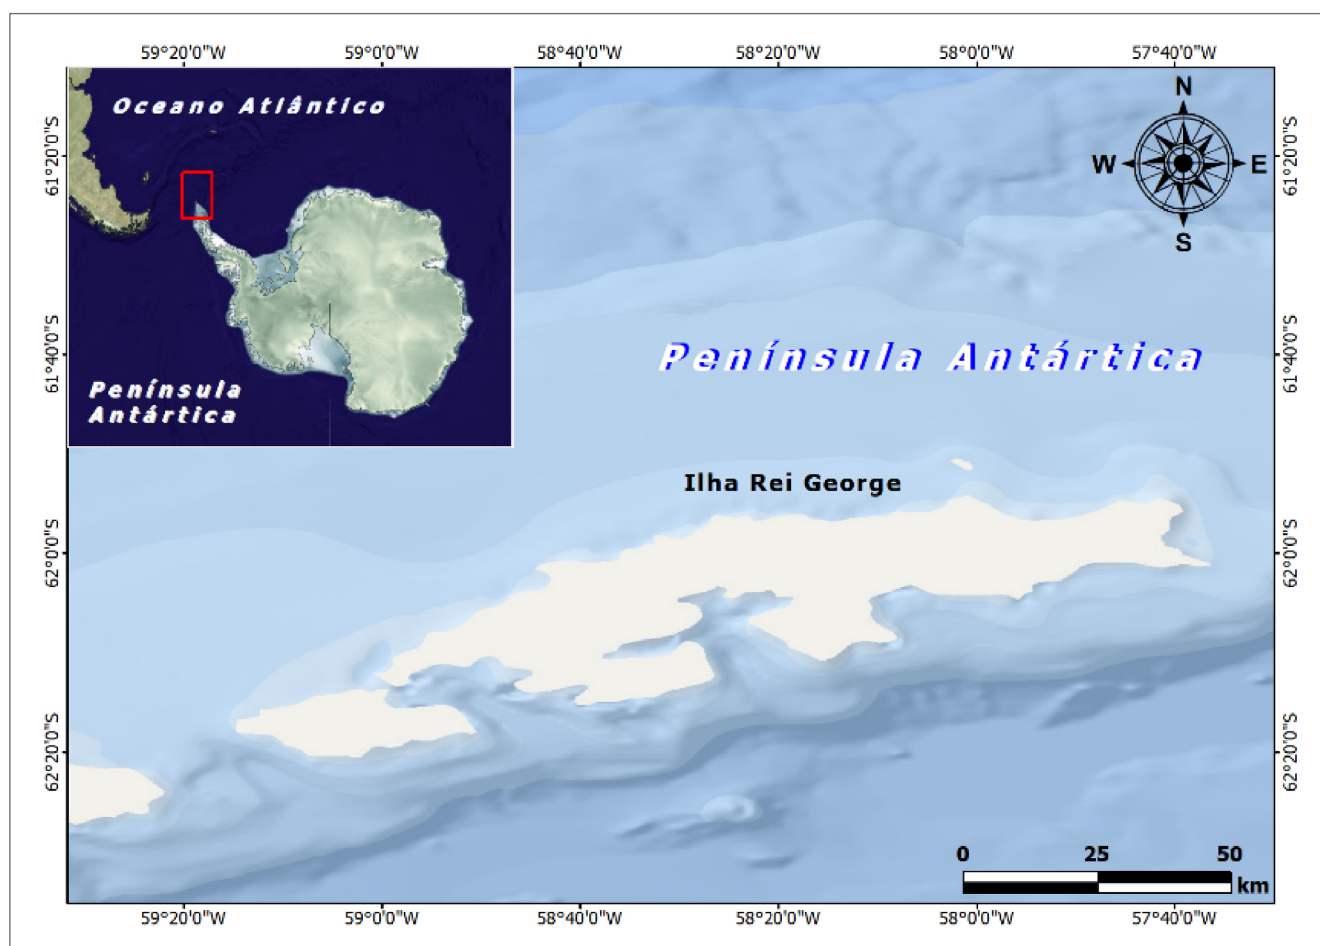 59°20'0"W 59°0'0"W 58°40'0"W 58°20'0"W 58°0'0"W 57°40'0"W
Oceano Atlântico
N
61°20'0"S
W
E
61°20'0"S
S
61°40'0"S
Península Antártica
61°40'0"S
Península
Antártica
Ilha Rei George
62°0'0"S
62°0'0"S
62°20'0"S
62°20'0"S
0 25 50
km
59°20'0"W 59°0'0"W 58°40'0"W 58°20'0"W 58°0'0"W 57°40'0"W